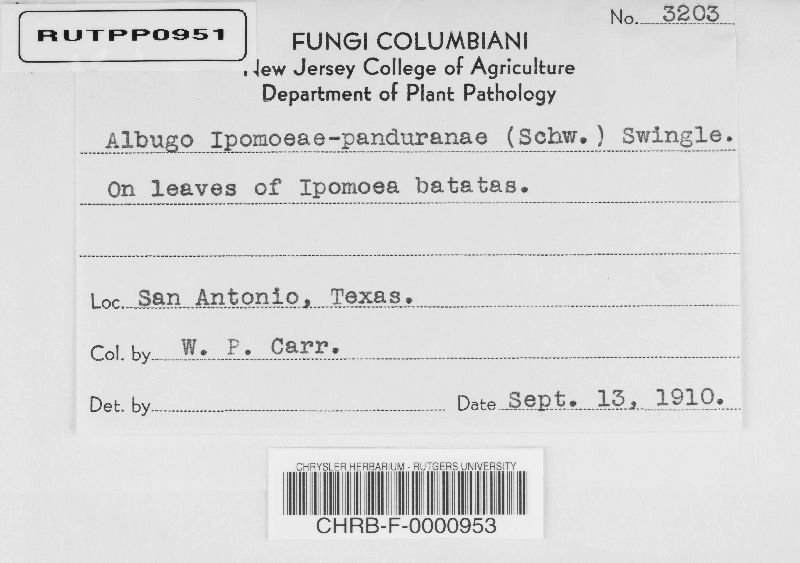 No. 3203
RUTPP0951
FUNGI COLUMBIANI
New Jersey College of Agriculture
Department of Plant Pathology
Albugo Ipomoeae-panduranae (Schw.) Swingle.
On leaves of Ipomoea batatas.
Loc. San Antonio, Texas.
Col. by W. P. Carr.
Det. by Date Sept. 13, 1910.
CHRYSLER HERBARIUM - RUTGERS UNIVERSITY
CHRB-F-0000953